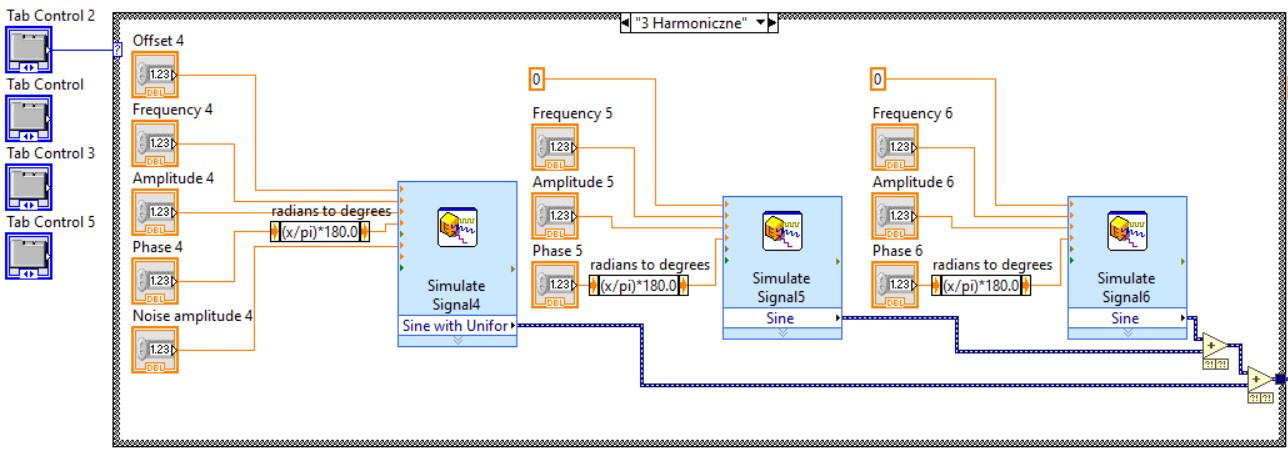 Tab Control 2
"3 Harmoniczne"
Offset 4
1.23
DBL
Tab Control
0
0
Frequency 4
Frequency 5
Frequency 6
1.23
DBL
1.23
DBL
1.23
DBL
Tab Control 3
Amplitude 4
Amplitude 5
Amplitude 6
1.23
DBL
1.23
DBL
1.23
DBL
radians to degrees
(x/pi)*180.0
Tab Control 5
Phase 4
Phase 5
Phase 6
1.23
DBL
1.23
DBL
1.23
DBL
radians to degrees
(x/pi)*180.0
radians to degrees
(x/pi)*180.0
Simulate
Signal4
Sine with Unifor
Simulate
Signal5
Sine
Simulate
Signal6
Sine
Noise amplitude 4
1.23
DBL
+
?! ?!
+
?! ?!
?